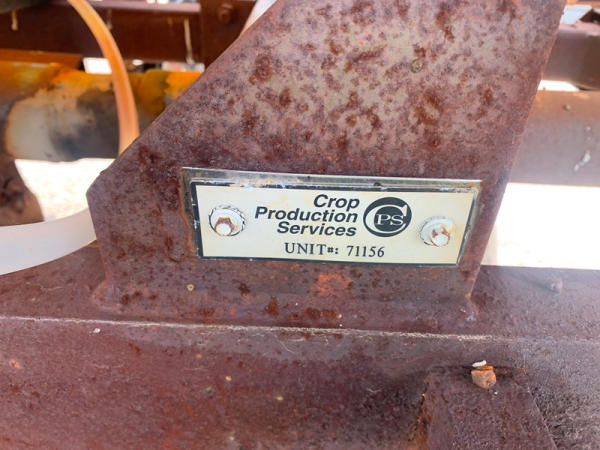 Crop
Production
Services
CPS
UNIT#: 71156